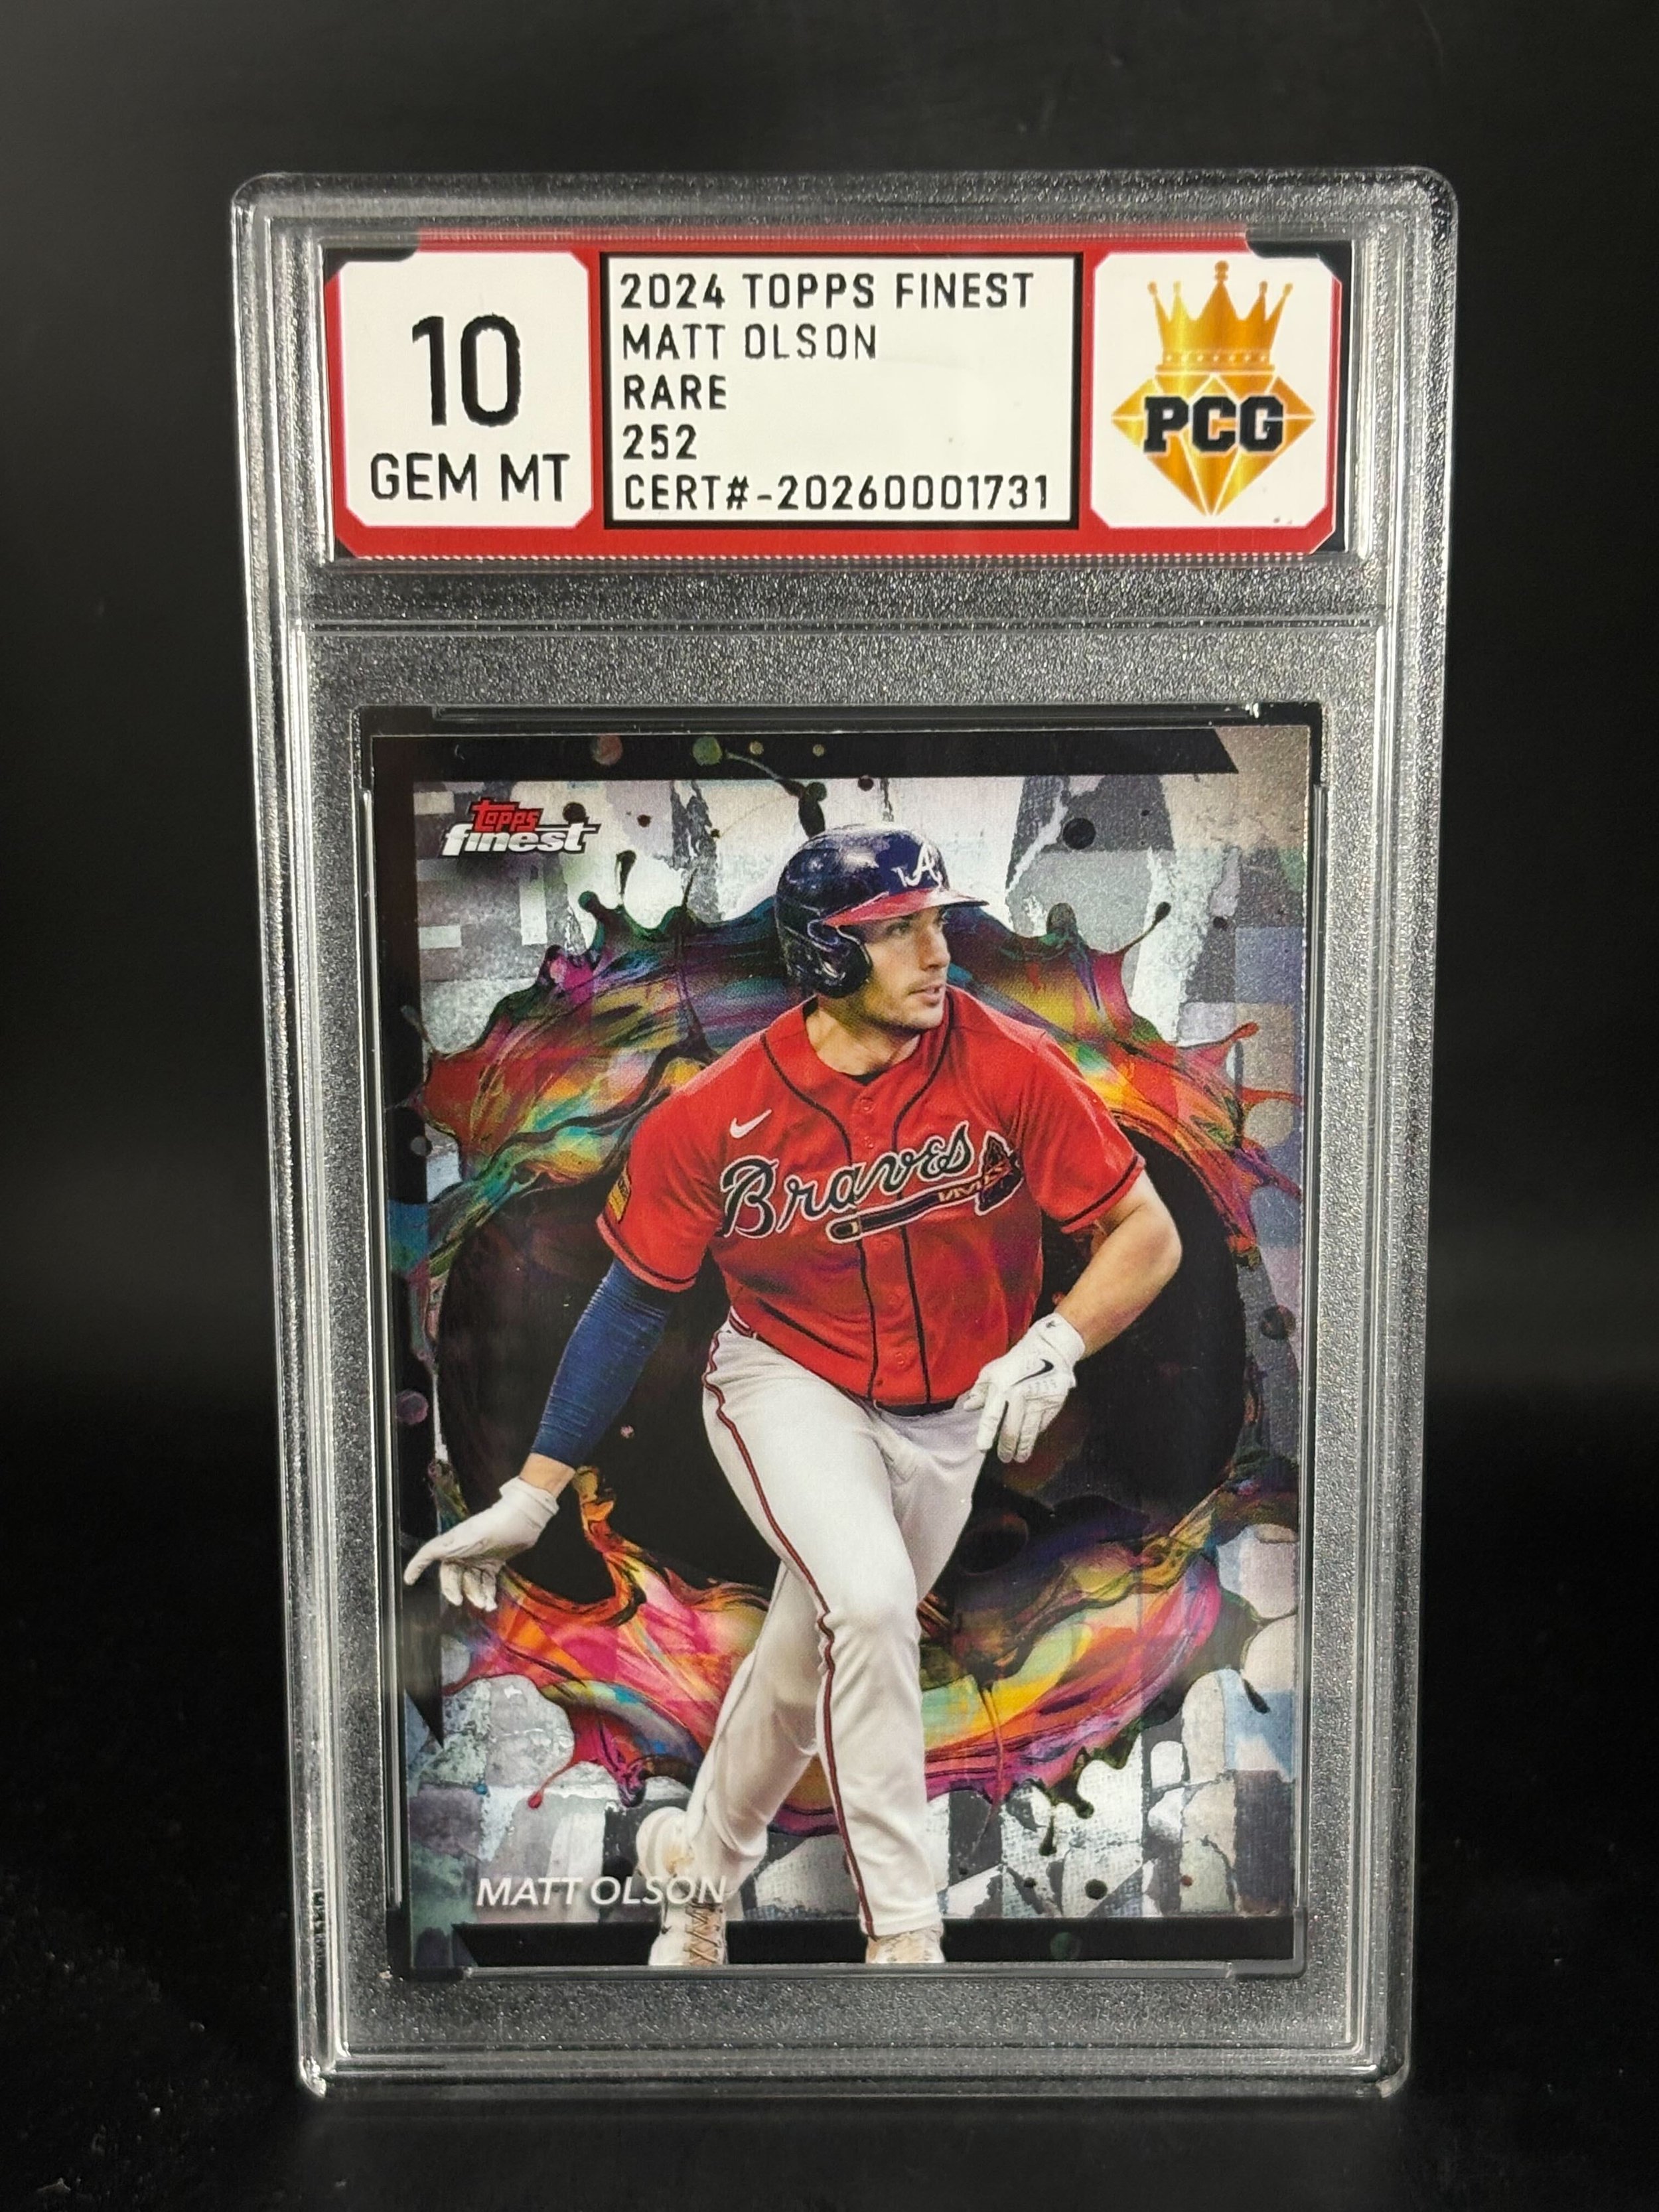 10
GEM MT
2024 TOPPS FINEST
MATT OLSON
RARE
252
CERT#-20260001731
PCG
topps
finest
A
Braves
MATT OLSON